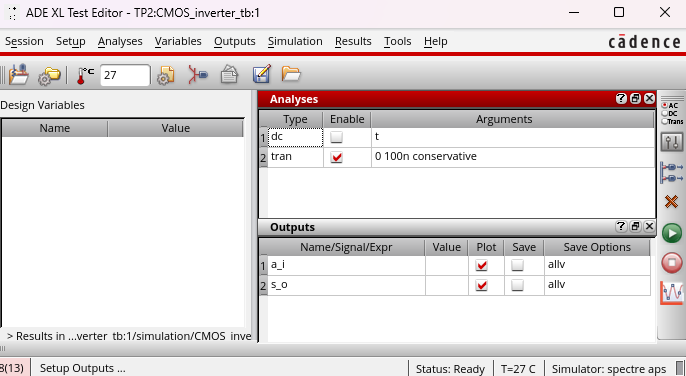 ADE XL Test Editor - TP2:CMOS_inverter_tb:1
Session Setup Analyses Variables Outputs Simulation Results Tools Help
cādence
°C 27
Design Variables
Name Value
Analyses
Type Enable Arguments
1 dc t
2 tran 0 100n conservative
Outputs
Name/Signal/Expr Value Plot Save Save Options
1 a_i allv
2 s_o allv
AC
DC
Trans
> Results in ...verter_tb:1/simulation/CMOS_inve
8(13) Setup Outputs ... Status: Ready T=27 C Simulator: spectre aps